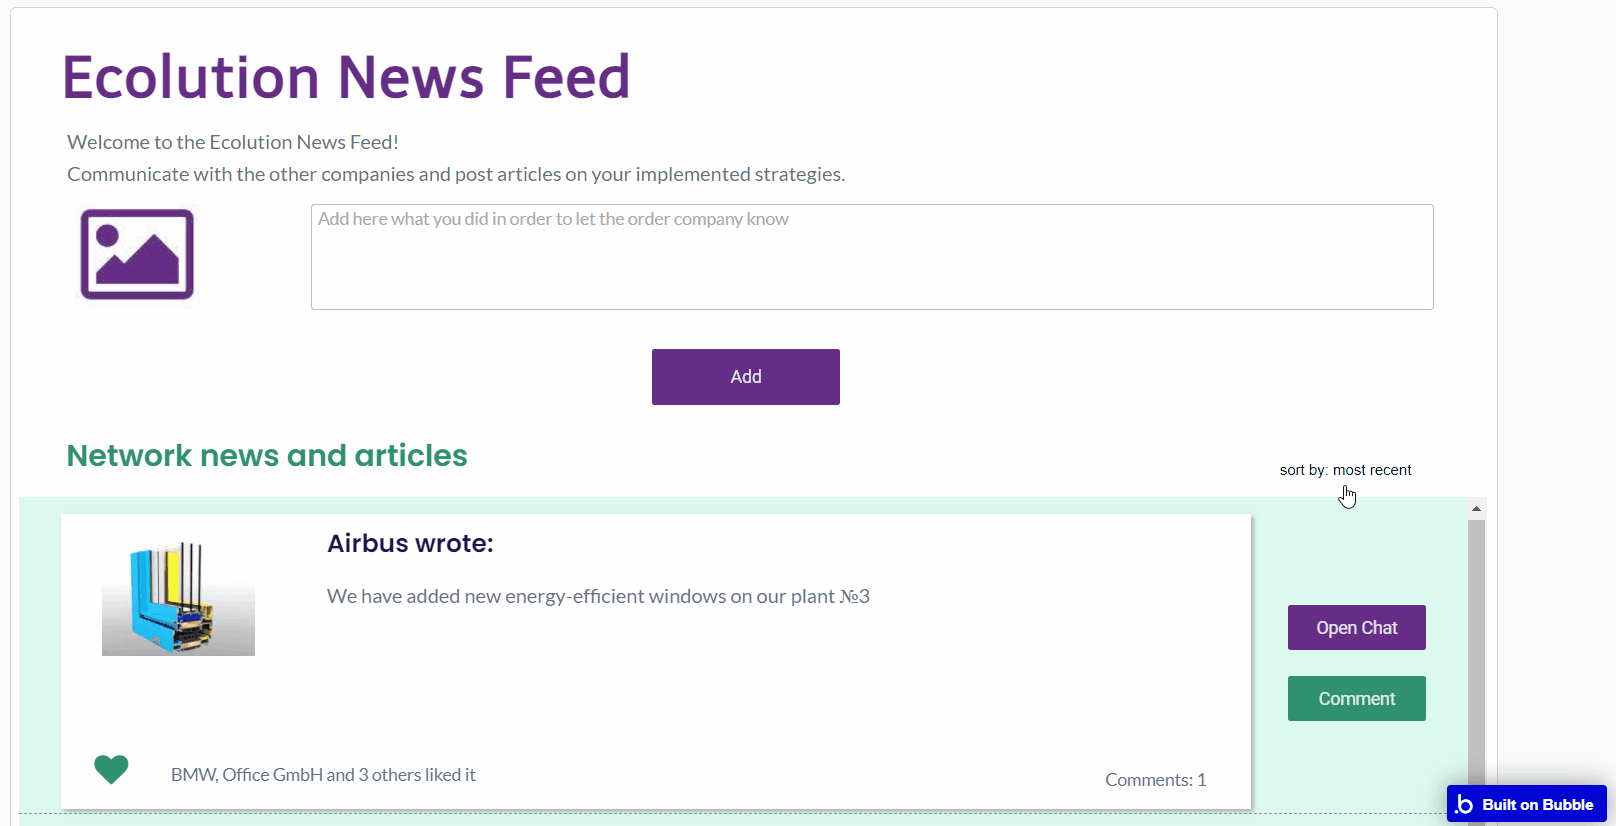 Ecolution News Feed
Welcome to the Ecolution News Feed!
Communicate with the other companies and post articles on your implemented strategies.
Add here what you did in order to let the order company know
Add
Network news and articles
sort by: most recent
Airbus wrote:
We have added new energy-efficient windows on our plant №3
Open Chat
Comment
BMW, Office GmbH and 3 others liked it
Comments: 1
b Built on Bubble